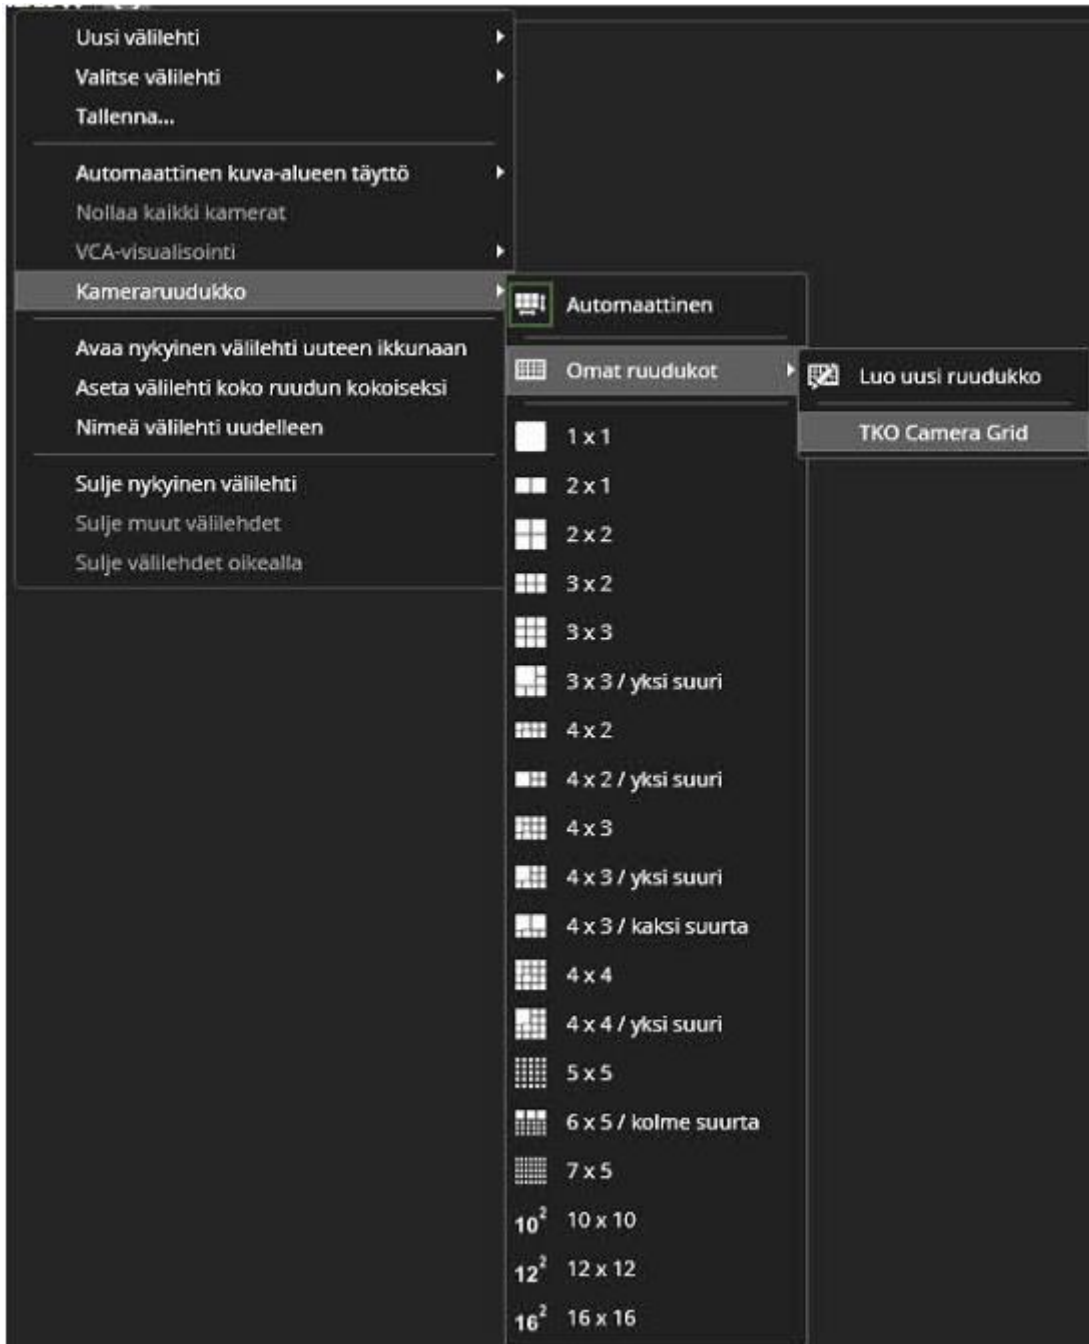 Uusi välilehti
Valitse välilehti
Tallenna...
Automaattinen kuva-alueen täyttö
Nollaa kaikki kamerat
VCA-visualisointi
Kameraruudukko
Avaa nykyinen välilehti uuteen ikkunaan
Aseta välilehti koko ruudun kokoiseksi
Nimeä välilehti uudelleen
Sulje nykyinen välilehti
Sulje muut välilehdet
Sulje välilehdet oikealla
Automaattinen
Omat ruudukot
1 x 1
2 x 1
2 x 2
3 x 2
3 x 3
3 x 3 / yksi suuri
4 x 2
4 x 2 / yksi suuri
4 x 3
4 x 3 / yksi suuri
4 x 3 / kaksi suurta
4 x 4
4 x 4 / yksi suuri
5 x 5
6 x 5 / kolme suurta
7 x 5
10² 10 x 10
12² 12 x 12
16² 16 x 16
Luo uusi ruudukko
TKO Camera Grid